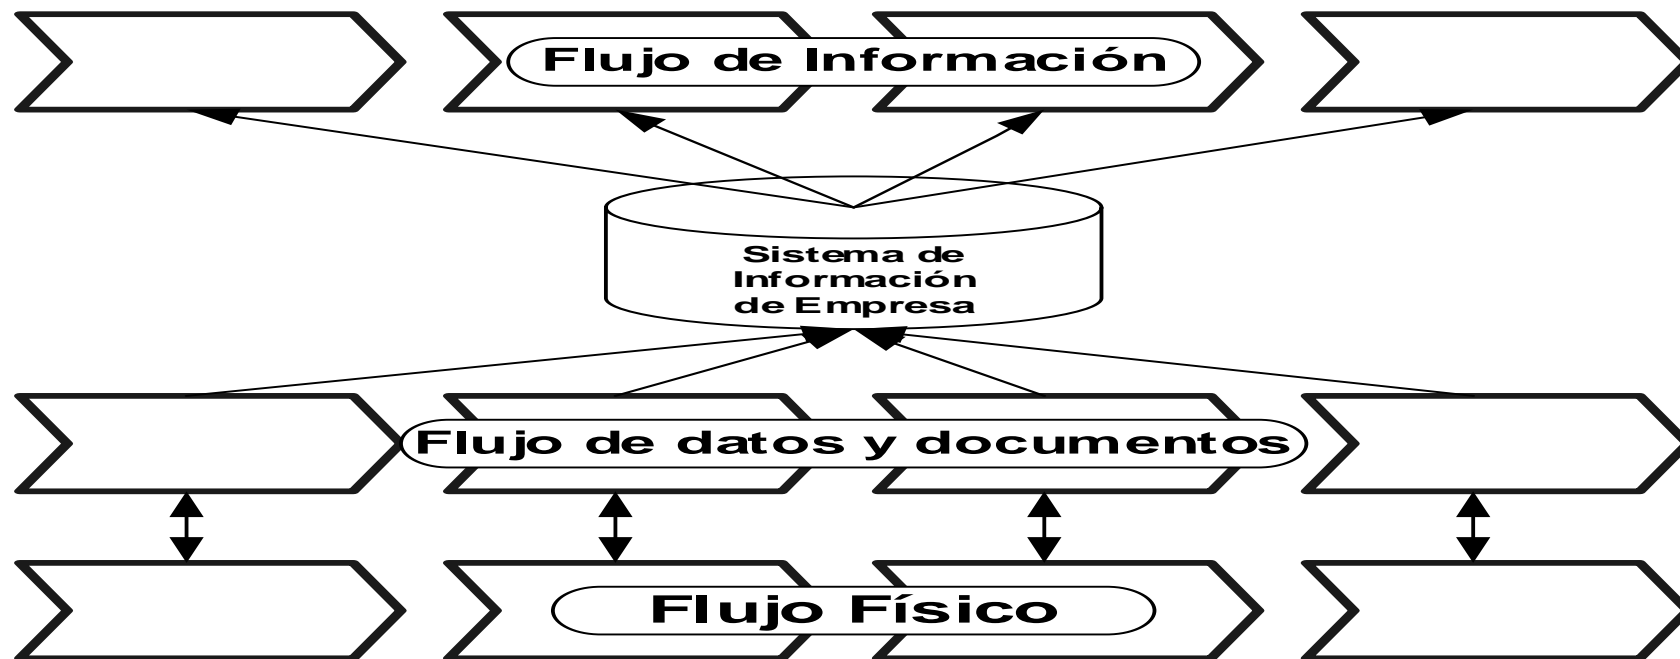 Flujo de Información
Sistema de
Información
de Empresa
Flujo de datos y documentos
Flujo Físico